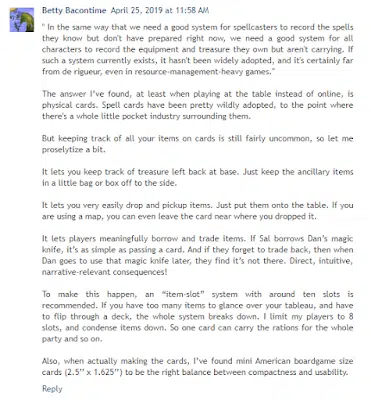 Betty Bacontime April 25, 2019 at 11:58 AM
" In the same way that we need a good system for spellcasters to record the spells
they know but don't have prepared right now, we need a good system for all
characters to record the equipment and treasure they own but aren't carrying. If
such a system currently exists, it hasn't been widely adopted, and it's certainly far
from de rigueur, even in resource-management-heavy games."
The answer I've found, at least when playing at the table instead of online, is
physical cards. Spell cards have been pretty wildly adopted, to the point where
there's a whole little pocket industry surrounding them.
But keeping track of all your items on cards is still fairly uncommon, so let me
proselytize a bit.
It lets you keep track of treasure left back at base. Just keep the ancillary items
in a little bag or box off to the side.
It lets you very easily drop and pickup items. Just put them onto the table. If you
are using a map, you can even leave the card near where you dropped it.
It lets players meaningfully borrow and trade items. If Sal borrows Dan's magic
knife, it's as simple as passing a card. And if they forget to trade back, then when
Dan goes to use that magic knife later, they find it's not there. Direct, intuitive,
narrative-relevant consequences!
To make this happen, an “item-slot” system with around ten slots is
recommended. If you have too many items to glance over your tableau, and have
to flip through a deck, the whole system breaks down. I limit my players to 8
slots, and condense items down. So one card can carry the rations for the whole
party and so on.
Also, when actually making the cards, I've found mini American boardgame size
cards (2.5” x 1.625”) to be the right balance between compactness and usability.
Reply